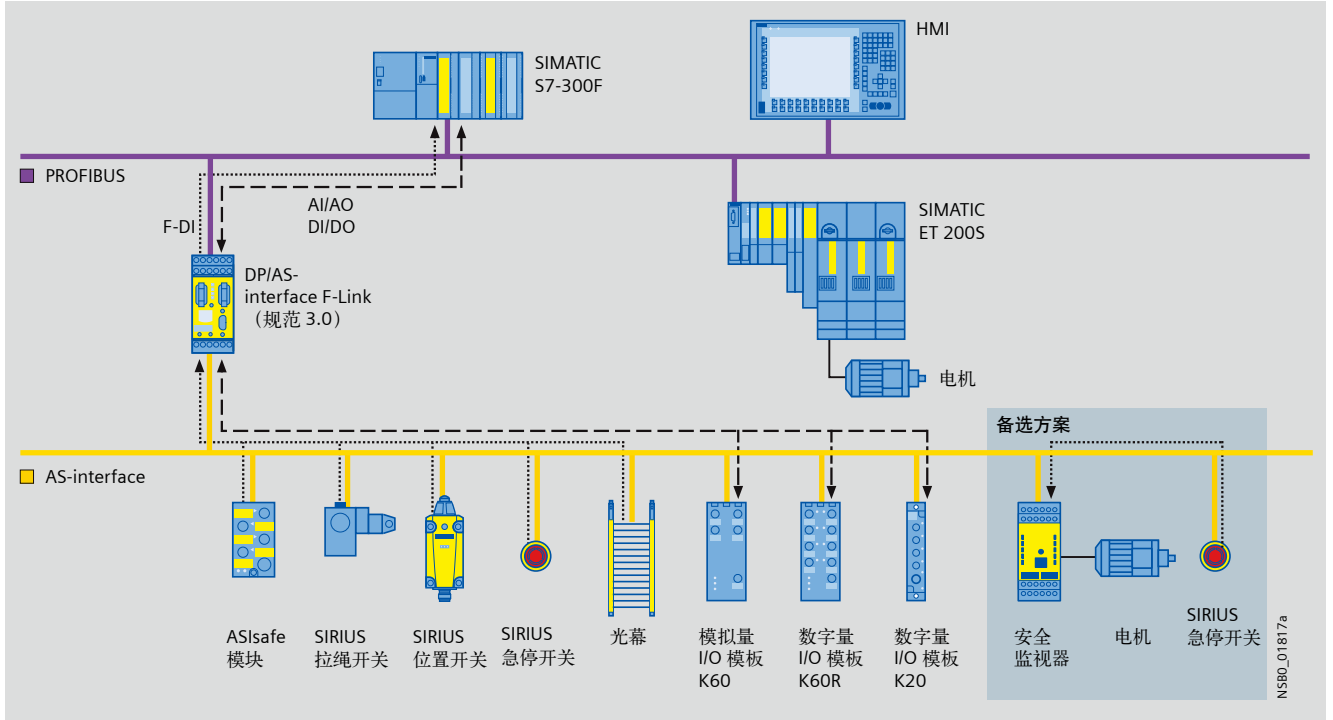 HMI
SIMATIC
S7-300F
PROFIBUS
AI/AO
DI/DO
F-DI
SIMATIC
ET 200S
DP/AS-
interface F-Link
（规范 3.0）
电机
备选方案
AS-interface
ASIsafe
模块
SIRIUS
拉绳开关
SIRIUS
位置开关
SIRIUS
急停开关
光幕
模拟量
I/O 模板
K60
数字量
I/O 模板
K60R
数字量
I/O 模板
K20
安全
监视器
电机
SIRIUS
急停开关
NSB0_01817a